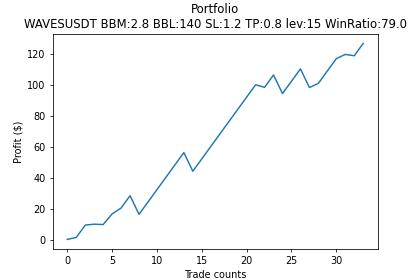 Portfolio
WAVESUSDT BBM:2.8 BBL:140 SL:1.2 TP:0.8 lev:15 WinRatio:79.0
120
100
80
60
40
20
0
Profit ($)
0 5 10 15 20 25 30
Trade counts